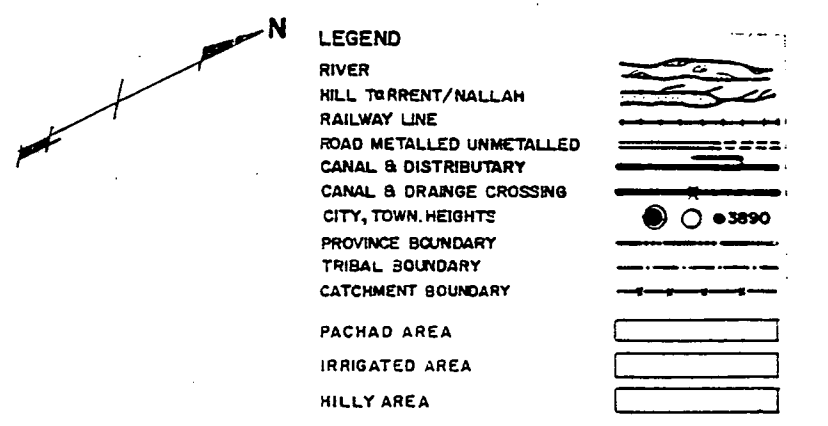 N
LEGEND
RIVER
HILL TORRENT/NALLAH
RAILWAY LINE
ROAD METALLED UNMETALLED
CANAL & DISTRIBUTARY
CANAL & DRAINGE CROSSING
CITY, TOWN. HEIGHTS 3890
PROVINCE BOUNDARY
TRIBAL BOUNDARY
CATCHMENT BOUNDARY
PACHAD AREA
IRRIGATED AREA
HILLY AREA